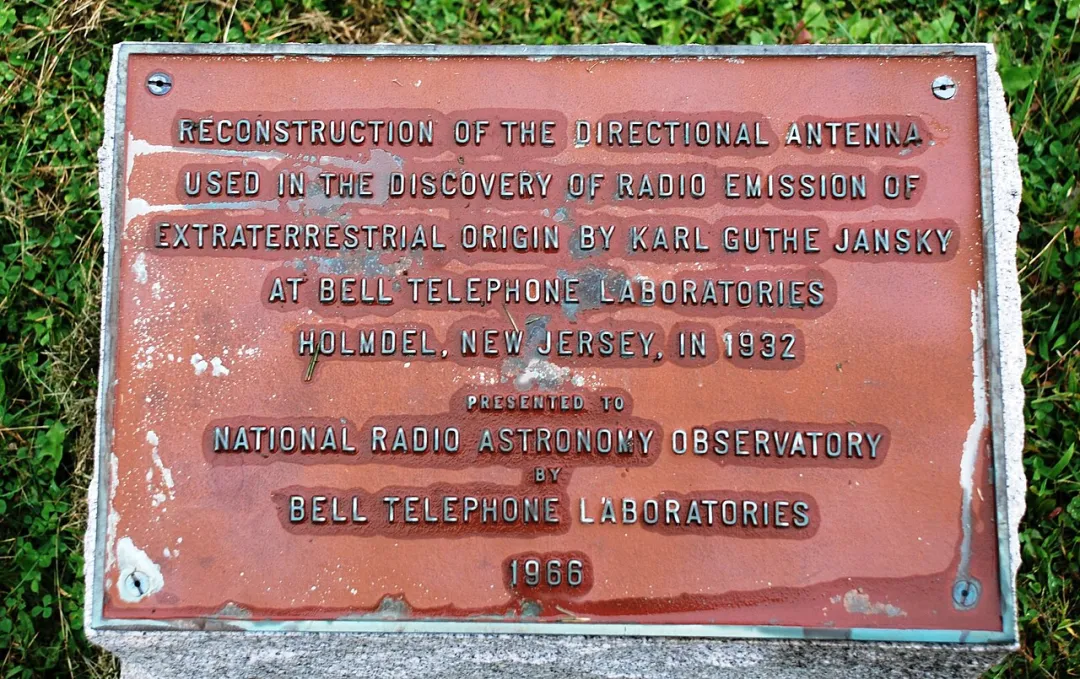 RECONSTRUCTION OF THE DIRECTIONAL ANTENNA
USED IN THE DISCOVERY OF RADIO EMISSION OF
EXTRATERRESTRIAL ORIGIN BY KARL GUTHE JANSKY
AT BELL TELEPHONE LABORATORIES
HOLMDEL, NEW JERSEY, IN 1932
PRESENTED TO
NATIONAL RADIO ASTRONOMY OBSERVATORY
BY
BELL TELEPHONE LABORATORIES
1966